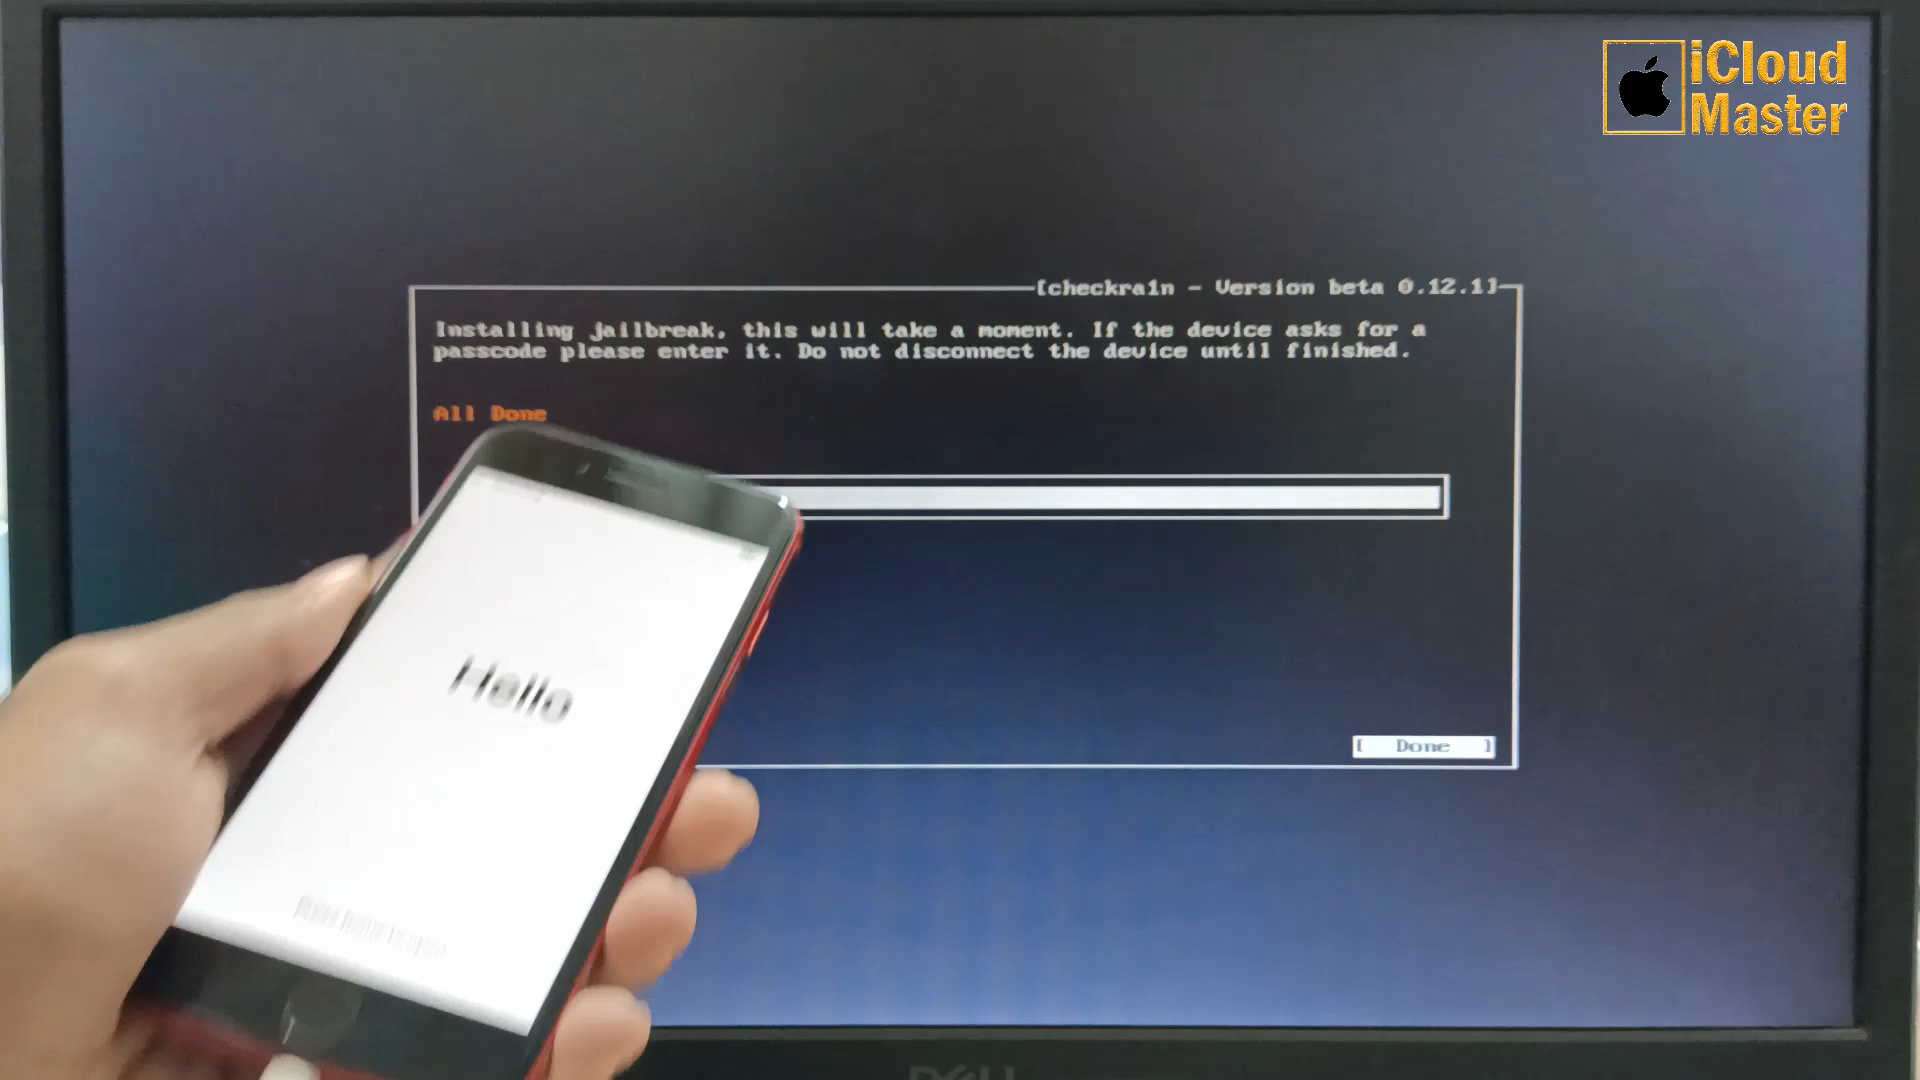 iCloud
Master
[checkra1n - Version beta 0.12.1]
Installing jailbreak, this will take a moment. If the device asks for a
passcode please enter it. Do not disconnect the device until finished.
All Done
Hello
[ Done ]
DELL